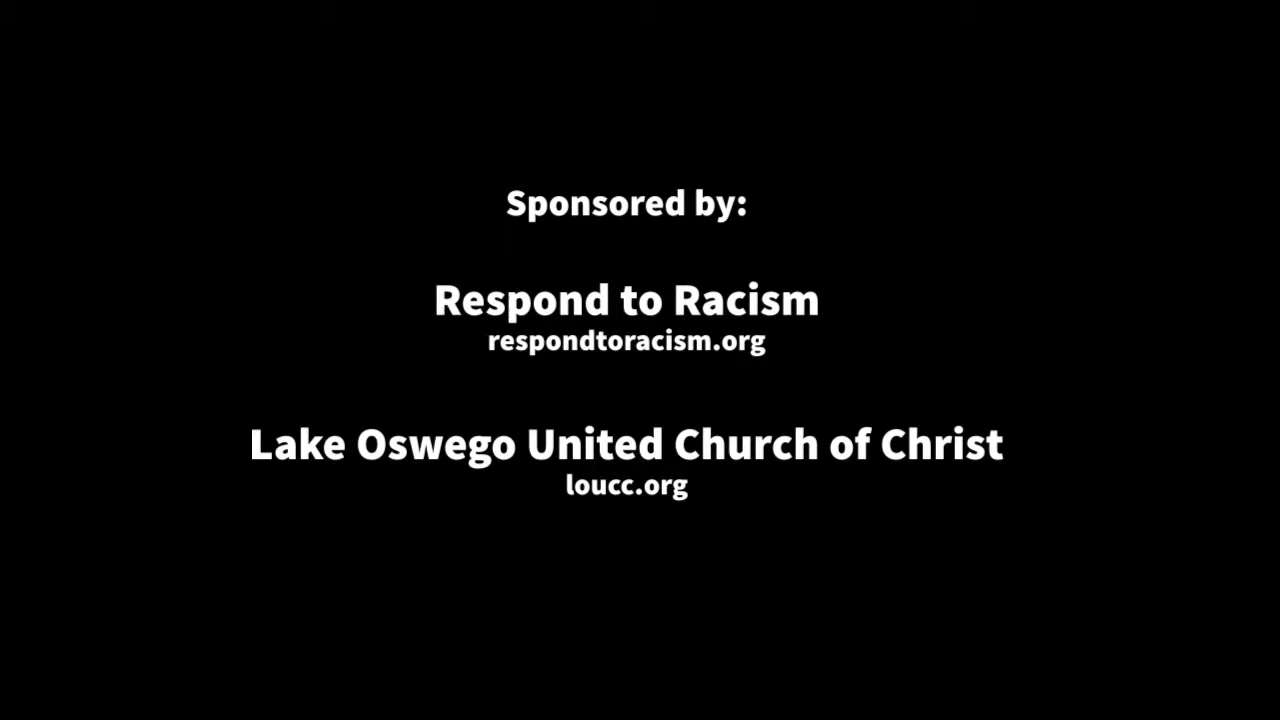 Sponsored by:
Respond to Racism
respondtoracism.org
Lake Oswego United Church of Christ
loucc.org